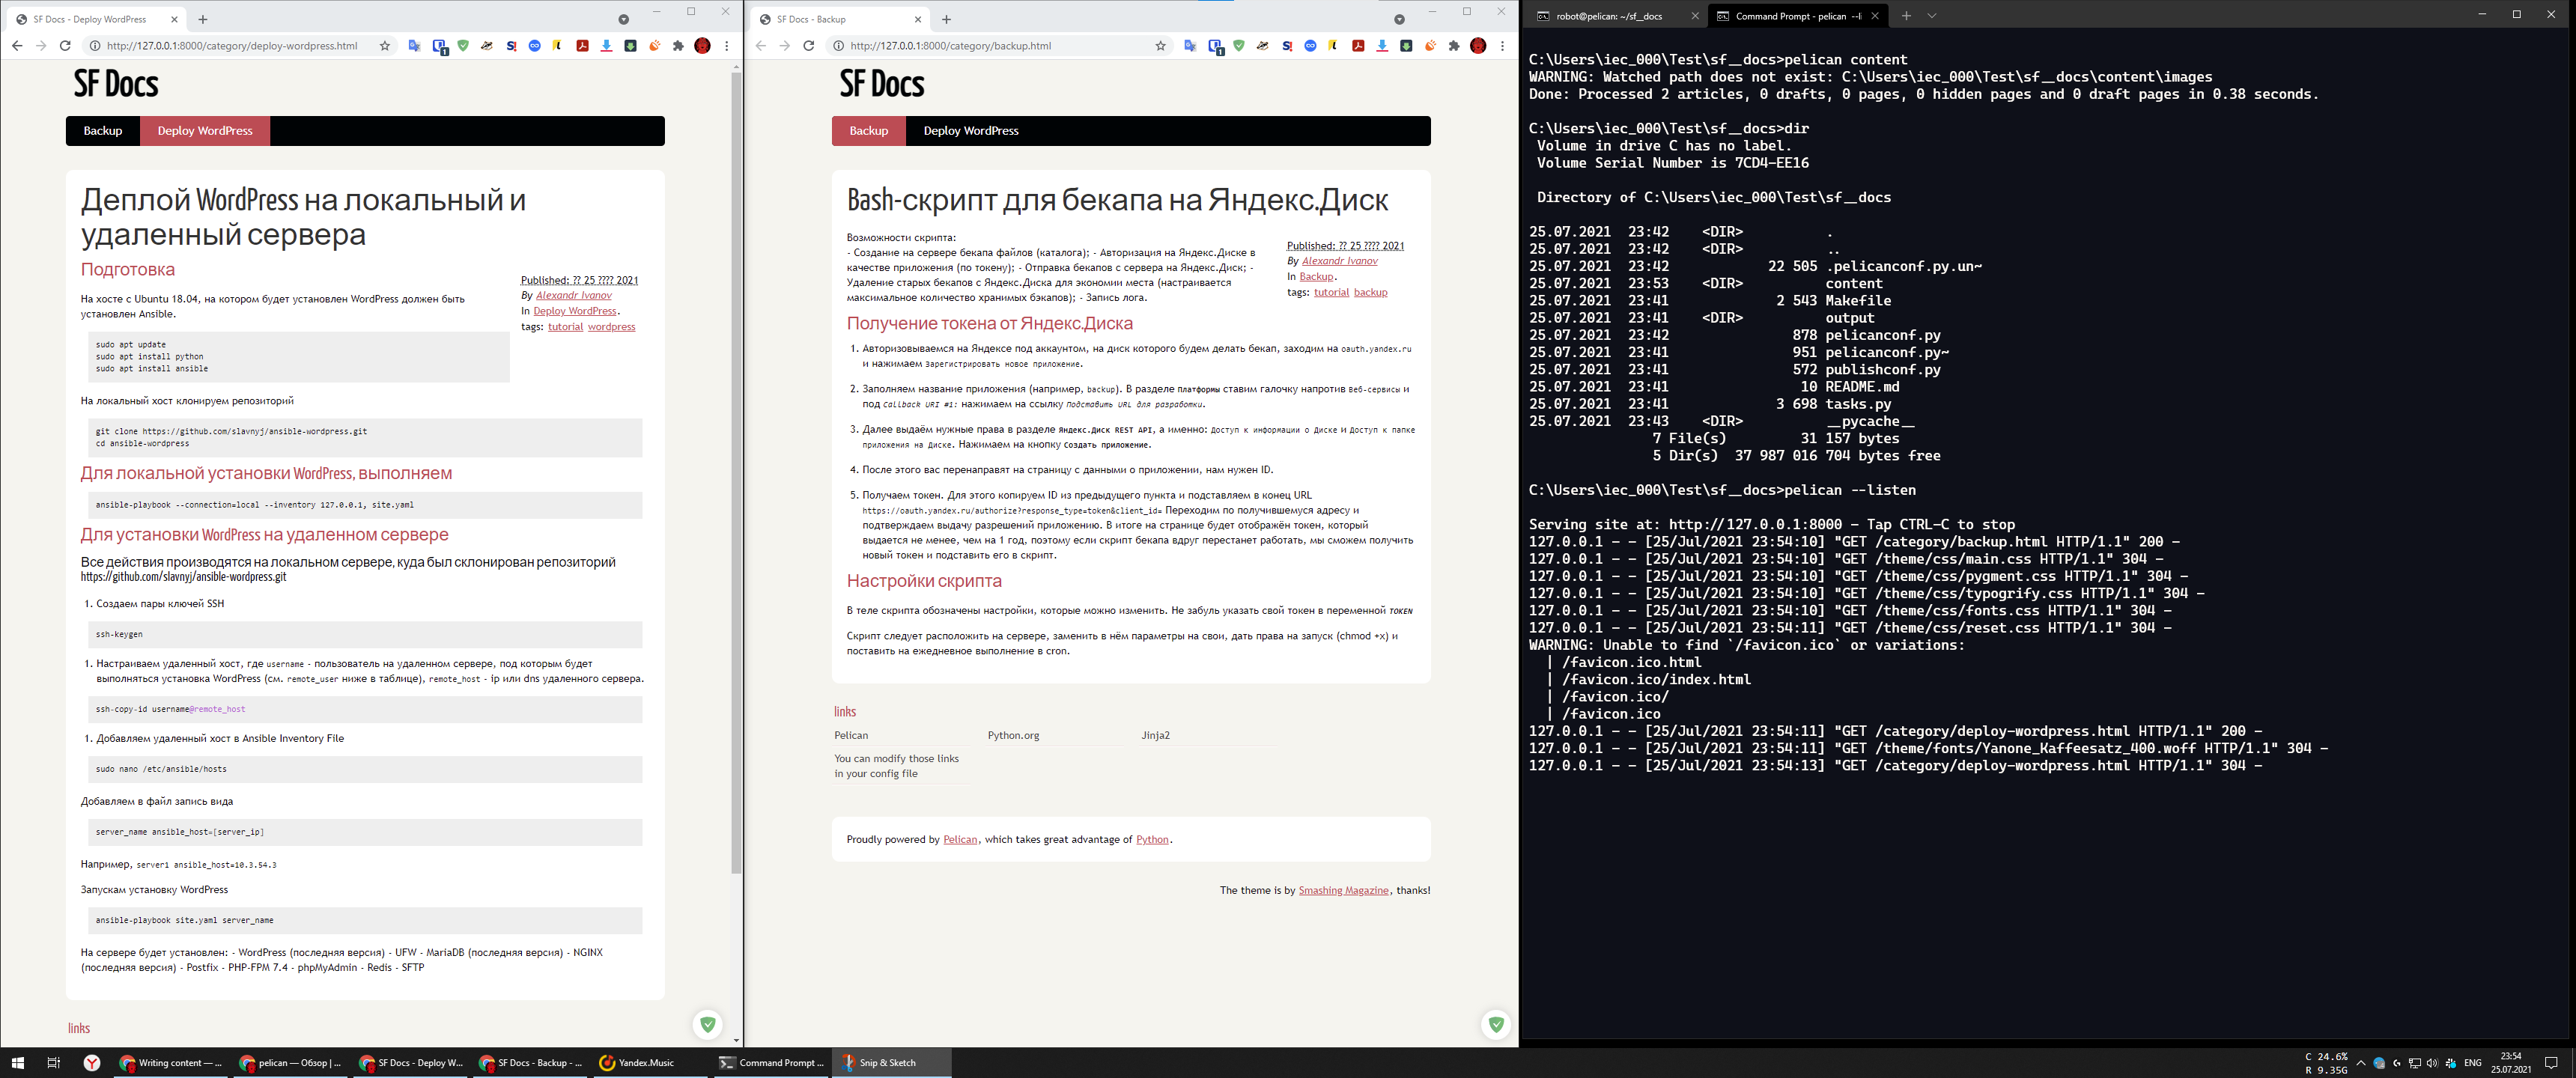 SF Docs - Deploy WordPress
http://127.0.0.1:8000/category/deploy-wordpress.html
SF Docs
Backup
Deploy WordPress
Деплой WordPress на локальный и
удаленный сервера
Подготовка
Published: ?? 25 ???? 2021
By Alexandr Ivanov
In Deploy WordPress.
tags: tutorial wordpress
На хосте с Ubuntu 18.04, на котором будет установлен WordPress должен быть
установлен Ansible.
sudo apt update
sudo apt install python
sudo apt install ansible
На локальный хост клонируем репозиторий
git clone https://github.com/slavnyj/ansible-wordpress.git
cd ansible-wordpress
Для локальной установки WordPress, выполняем
ansible-playbook --connection=local --inventory 127.0.0.1, site.yaml
Для установки WordPress на удаленном сервере
Все действия производятся на локальном сервере, куда был склонирован репозиторий
https://github.com/slavnyj/ansible-wordpress.git
1. Создаем пары ключей SSH
ssh-keygen
1. Настраиваем удаленный хост, где username - пользователь на удаленном сервере, под которым будет
выполняться установка WordPress (см. remote_user ниже в таблице), remote_host - ip или dns удаленного сервера.
ssh-copy-id username@remote_host
1. Добавляем удаленный хост в Ansible Inventory File
sudo nano /etc/ansible/hosts
Добавляем в файл запись вида
server_name ansible_host=[server_ip]
Например, server1 ansible_host=10.3.54.3
Запускам установку WordPress
ansible-playbook site.yaml server_name
На сервере будет установлен: - WordPress (последняя версия) - UFW - MariaDB (последняя версия) - NGINX
(последняя версия) - Postfix - PHP-FPM 7.4 - phpMyAdmin - Redis - SFTP
links
SF Docs - Backup
http://127.0.0.1:8000/category/backup.html
SF Docs
Backup
Deploy WordPress
Bash-скрипт для бекапа на Яндекс.Диск
Published: ?? 25 ???? 2021
By Alexandr Ivanov
In Backup.
tags: tutorial backup
Возможности скрипта:
- Создание на сервере бекапа файлов (каталога); - Авторизация на Яндекс.Диске в
качестве приложения (по токену); - Отправка бекапов с сервера на Яндекс.Диск; -
Удаление старых бекапов с Яндекс.Диска для экономии места (настраивается
максимальное количество хранимых бэкапов); - Запись лога.
Получение токена от Яндекс.Диска
1. Авторизовываемся на Яндексе под аккаунтом, на диск которого будем делать бекап, заходим на oauth.yandex.ru
и нажимаем Зарегистрировать новое приложение.
2. Заполняем название приложения (например, backup). В разделе Платформы ставим галочку напротив Веб-сервисы и
под Callback URI #1: нажимаем на ссылку Подставить URL для разработки.
3. Далее выдаём нужные права в разделе Яндекс.Диск REST API, а именно: Доступ к информации о Диске и Доступ к папке
приложения на Диске. Нажимаем на кнопку Создать приложение.
4. После этого вас перенаправят на страницу с данными о приложении, нам нужен ID.
5. Получаем токен. Для этого копируем ID из предыдущего пункта и подставляем в конец URL
https://oauth.yandex.ru/authorize?response_type=token&client_id= Переходим по получившемуся адресу и
подтверждаем выдачу разрешений приложению. В итоге на странице будет отображён токен, который
выдается не менее, чем на 1 год, поэтому если скрипт бекапа вдруг перестанет работать, мы сможем получить
новый токен и подставить его в скрипт.
Настройки скрипта
В теле скрипта обозначены настройки, которые можно изменить. Не забуль указать свой токен в переменной TOKEN
Скрипт следует расположить на сервере, заменить в нём параметры на свои, дать права на запуск (chmod +x) и
поставить на ежедневное выполнение в cron.
links
Pelican
Python.org
Jinja2
You can modify those links
in your config file
Proudly powered by Pelican, which takes great advantage of Python.
The theme is by Smashing Magazine, thanks!
robot@pelican: ~/sf_docs
Command Prompt - pelican --li
C:\Users\iec_000\Test\sf_docs>pelican content
WARNING: Watched path does not exist: C:\Users\iec_000\Test\sf_docs\content\images
Done: Processed 2 articles, 0 drafts, 0 pages, 0 hidden pages and 0 draft pages in 0.38 seconds.
C:\Users\iec_000\Test\sf_docs>dir
Volume in drive C has no label.
Volume Serial Number is 7CD4-EE16
Directory of C:\Users\iec_000\Test\sf_docs
25.07.2021 23:42 <DIR> .
25.07.2021 23:42 <DIR> ..
25.07.2021 23:42 22 505 .pelicanconf.py.un~
25.07.2021 23:53 <DIR> content
25.07.2021 23:41 2 543 Makefile
25.07.2021 23:41 <DIR> output
25.07.2021 23:42 878 pelicanconf.py
25.07.2021 23:41 951 pelicanconf.py~
25.07.2021 23:41 572 publishconf.py
25.07.2021 23:41 10 README.md
25.07.2021 23:41 3 698 tasks.py
25.07.2021 23:43 <DIR> __pycache__
7 File(s) 31 157 bytes
5 Dir(s) 37 987 016 704 bytes free
C:\Users\iec_000\Test\sf_docs>pelican --listen
Serving site at: http://127.0.0.1:8000 - Tap CTRL-C to stop
127.0.0.1 - - [25/Jul/2021 23:54:10] "GET /category/backup.html HTTP/1.1" 200 -
127.0.0.1 - - [25/Jul/2021 23:54:10] "GET /theme/css/main.css HTTP/1.1" 304 -
127.0.0.1 - - [25/Jul/2021 23:54:10] "GET /theme/css/pygment.css HTTP/1.1" 304 -
127.0.0.1 - - [25/Jul/2021 23:54:10] "GET /theme/css/typogrify.css HTTP/1.1" 304 -
127.0.0.1 - - [25/Jul/2021 23:54:10] "GET /theme/css/fonts.css HTTP/1.1" 304 -
127.0.0.1 - - [25/Jul/2021 23:54:11] "GET /theme/css/reset.css HTTP/1.1" 304 -
WARNING: Unable to find `/favicon.ico` or variations:
| /favicon.ico.html
| /favicon.ico/index.html
| /favicon.ico/
| /favicon.ico
127.0.0.1 - - [25/Jul/2021 23:54:11] "GET /category/deploy-wordpress.html HTTP/1.1" 200 -
127.0.0.1 - - [25/Jul/2021 23:54:11] "GET /theme/fonts/Yanone_Kaffeesatz_400.woff HTTP/1.1" 304 -
127.0.0.1 - - [25/Jul/2021 23:54:13] "GET /category/deploy-wordpress.html HTTP/1.1" 304 -
Writing content — ...
pelican — Обзор | ...
SF Docs - Deploy W...
SF Docs - Backup - ...
Yandex.Music
Command Prompt ...
Snip & Sketch
C 24.6%
R 9.35G
ENG
23:54
25.07.2021